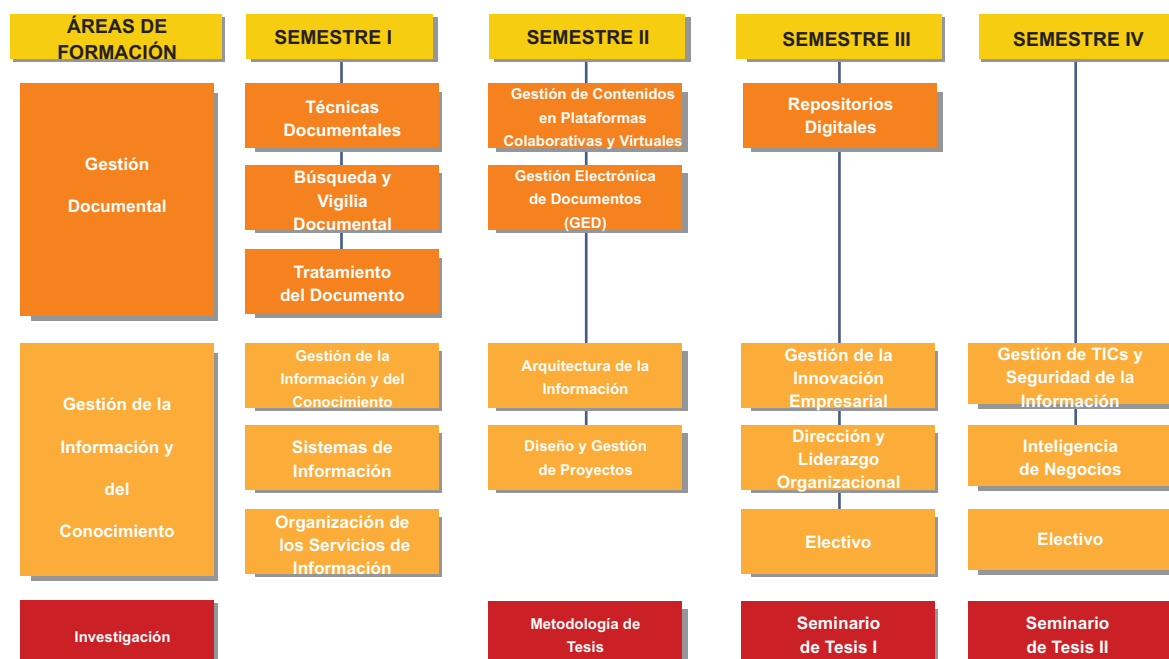 ÁREAS DE
FORMACIÓN
SEMESTRE I
SEMESTRE II
SEMESTRE III
SEMESTRE IV
Gestión
Documental
Técnicas
Documentales
Gestión de Contenidos
en Plataformas
Colaborativas y Virtuales
Repositorios
Digitales
Búsqueda y
Vigilia
Documental
Gestión Electrónica
de Documentos
(GED)
Tratamiento
del Documento
Gestión de la
Información y
del
Conocimiento
Gestión de la
Información y del
Conocimiento
Arquitectura de la
Información
Gestión de la
Innovación
Empresarial
Gestión de TICs y
Seguridad de la
Información
Sistemas de
Información
Diseño y Gestión
de Proyectos
Dirección y
Liderazgo
Organizacional
Inteligencia
de Negocios
Organización de
los Servicios de
Información
Electivo
Electivo
Investigación
Metodología de
Tesis
Seminario
de Tesis I
Seminario
de Tesis II